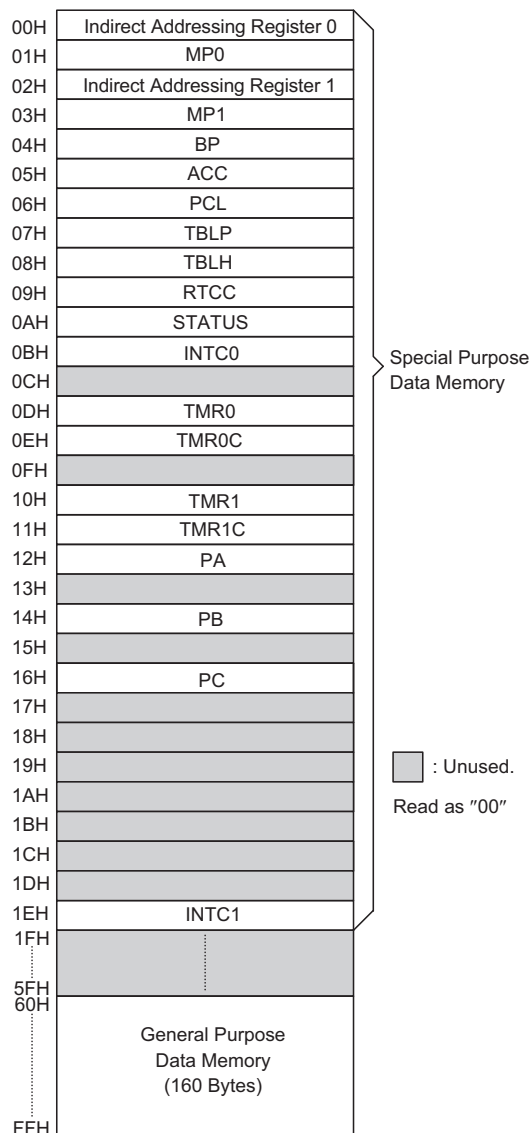 00H Indirect Addressing Register 0
01H MP0
02H Indirect Addressing Register 1
03H MP1
04H BP
05H ACC
06H PCL
07H TBLP
08H TBLH
09H RTCC
0AH STATUS
0BH INTC0
0CH
0DH TMR0
0EH TMR0C
0FH
10H TMR1
11H TMR1C
12H PA
13H
14H PB
15H
16H PC
17H
18H
19H
1AH
1BH
1CH
1DH
1EH INTC1
1FH
5FH
60H
General Purpose
Data Memory
(160 Bytes)
FFH
Special Purpose
Data Memory
: Unused.
Read as "00"